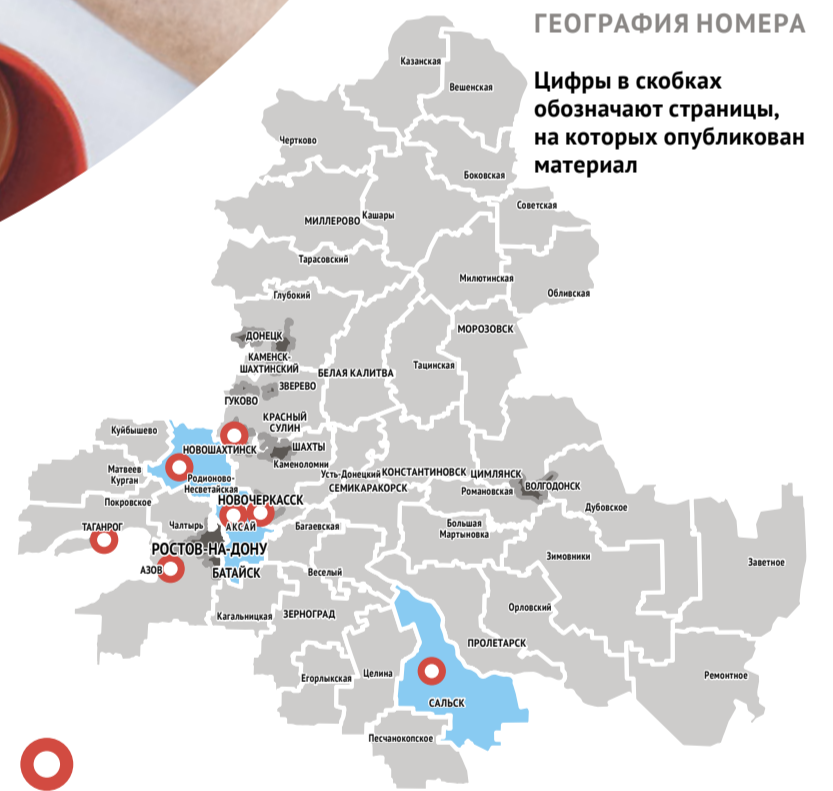 ГЕОГРАФИЯ НОМЕРА
Цифры в скобках
обозначают страницы,
на которых опубликован
материал
Казанская
Вешенская
Чертково
Боковская
Советская
МИЛЛЕРОВО
Кашары
Тарасовский
Милютинская
Обливская
Глубокий
ДОНЕЦК
МОРОЗОВСК
КАМЕНСК-
ШАХТИНСКИЙ
БЕЛАЯ КАЛИТВА
Тацинская
ЗВЕРЕВО
ГУКОВО
КРАСНЫЙ
СУЛИН
Куйбышево
НОВОШАХТИНСК
ШАХТЫ
Каменоломни
Матвеев
Курган
Родионово-
Несветайская
Усть-Донецкий
КОНСТАНТИНОВСК
ЦИМЛЯНСК
СЕМИКАРАКОРСК
Романовская
ВОЛГОДОНСК
Покровское
НОВОЧЕРКАССК
Дубовское
ТАГАНРОГ
Чалтырь
АКСАЙ
Багаевская
Большая
Мартыновка
РОСТОВ-НА-ДОНУ
Зимовники
Заветное
АЗОВ
БАТАЙСК
Веселый
Кагальницкая
ЗЕРНОГРАД
Орловский
ПРОЛЕТАРСК
Егорлыкская
Целина
Ремонтное
САЛЬСК
Песчанокопское